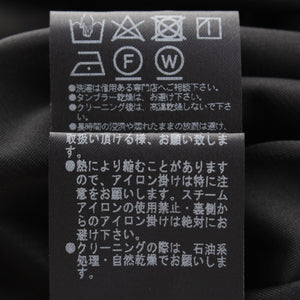 F W
●洗濯は信用ある専門店へご相談下さい。
●タンブラー乾燥は、お避け下さい。
●クリーニング後は、高温乾燥しないで下さい。
●長時間の浸漬や濡れたままの放置は避け、
取扱い頂ける様、お願い致します。
●熱により縮むことがあります
ので、アイロン掛けは特に注
意をお願いします。スチーム
アイロンの使用禁止・裏側か
らのアイロン掛けは絶対にお
避け下さい。
●クリーニングの際は、石油系
処理・自然乾燥でお願いしま
す。